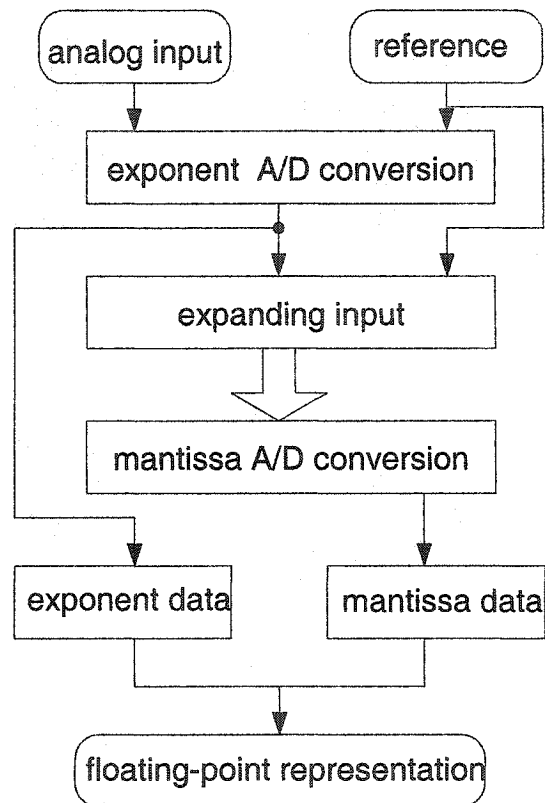 analog input
reference
exponent A/D conversion
expanding input
mantissa A/D conversion
exponent data
mantissa data
floating-point representation